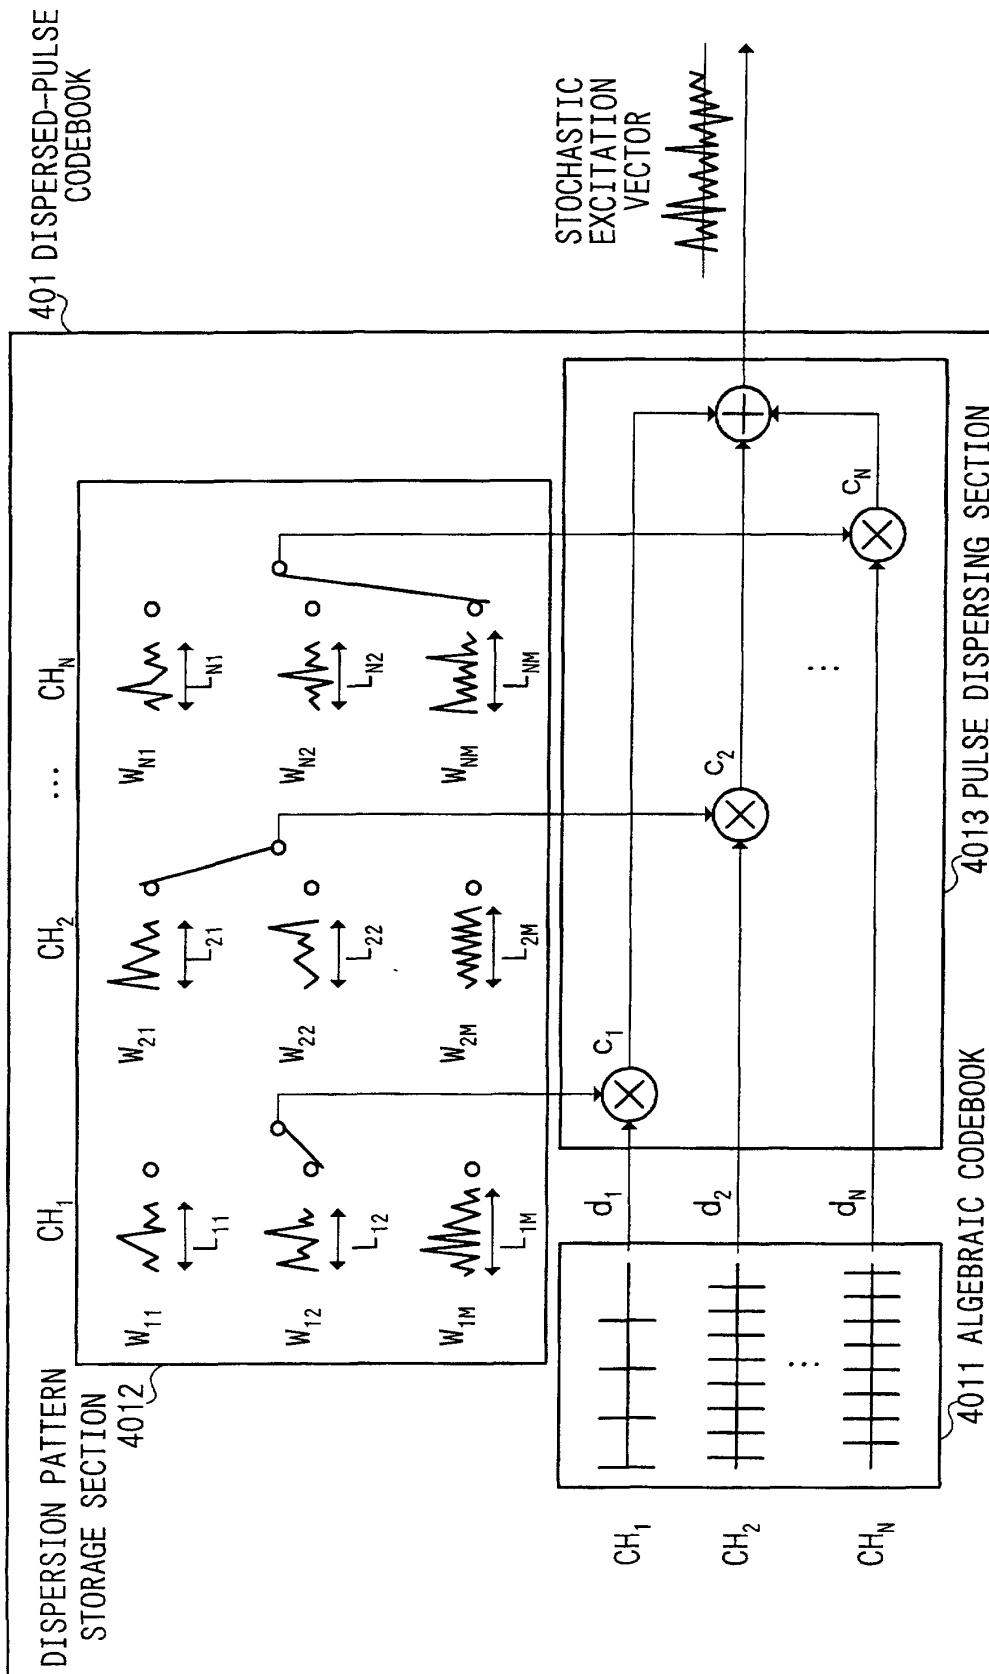 401 DISPERSED-PULSE
CODEBOOK
DISPERSION PATTERN
STORAGE SECTION
4012
CH1
CH2
...
CHN
W11
L11
W21
L21
WN1
LN1
W12
L12
W22
L22
WN2
LN2
W1M
L1M
W2M
L2M
WNM
LNM
STOCHASTIC
EXCITATION
VECTOR
CH1
d1
C1
CH2
d2
C2
...
...
CHN
dN
CN
4011 ALGEBRAIC CODEBOOK
4013 PULSE DISPERSING SECTION